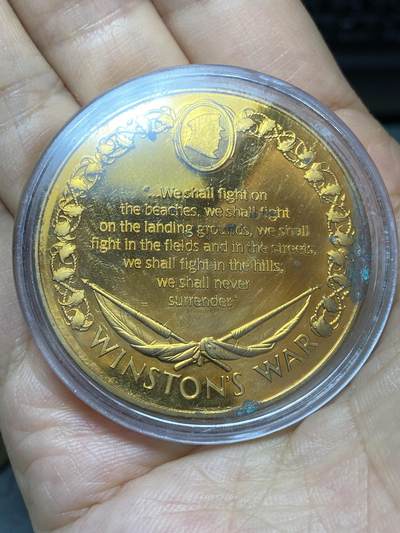 "...We shall fight on
the beaches, we shall fight
on the landing grounds, we shall
fight in the fields and in the streets,
we shall fight in the hills;
we shall never
surrender"
WINSTON'S WAR